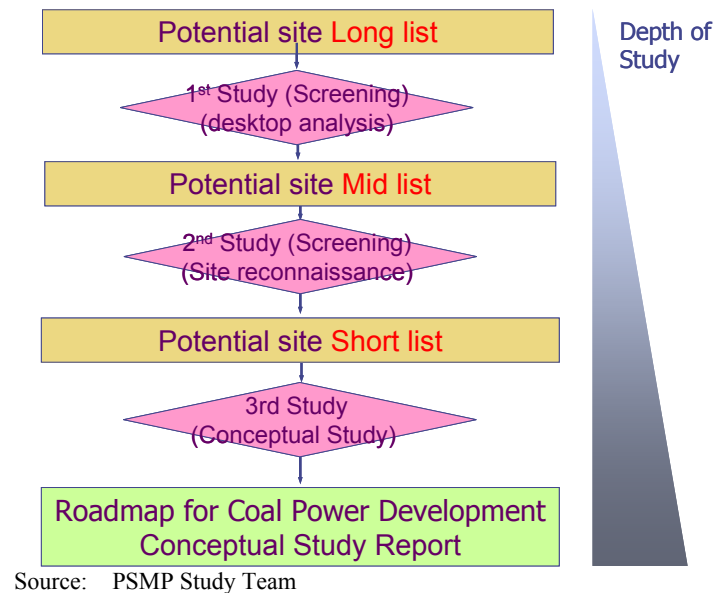 Potential site Long list
Depth of
Study
1st Study (Screening)
(desktop analysis)
Potential site Mid list
2nd Study (Screening)
(Site reconnaissance)
Potential site Short list
3rd Study
(Conceptual Study)
Roadmap for Coal Power Development
Conceptual Study Report
Source: PSMP Study Team